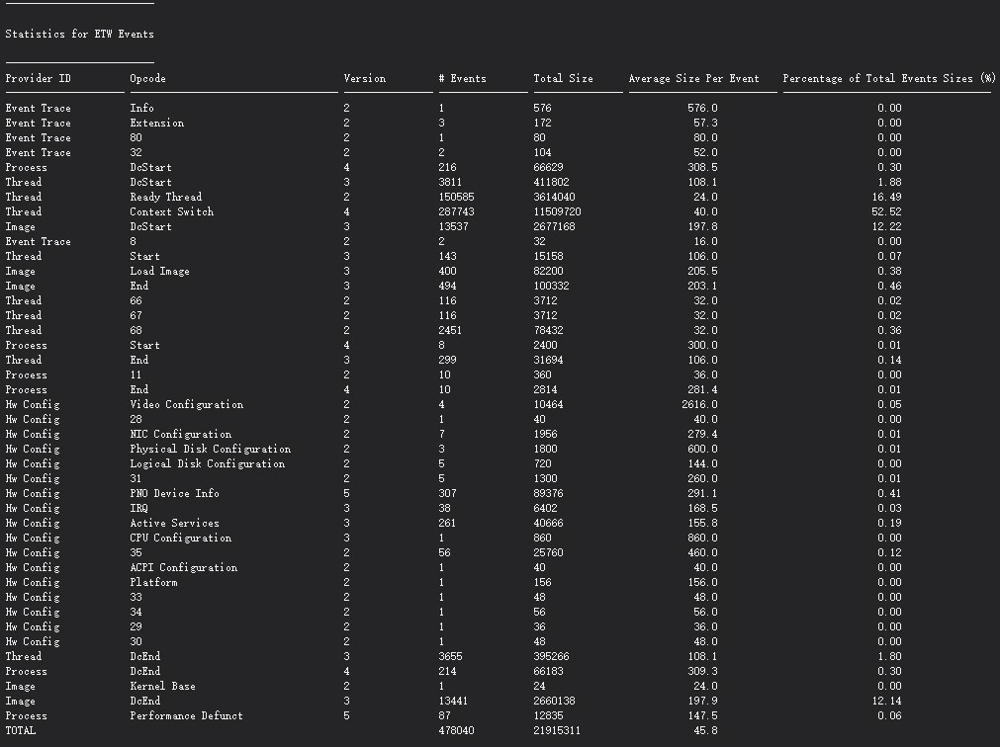 Statistics for ETW Events
Provider ID Opcode Version # Events Total Size Average Size Per Event Percentage of Total Events Sizes (%)
Event Trace Info 2 1 576 576.0 0.00
Event Trace Extension 2 3 172 57.3 0.00
Event Trace 80 2 1 80 80.0 0.00
Event Trace 32 2 2 104 52.0 0.00
Process DcStart 4 216 66629 308.5 0.30
Thread DcStart 3 3811 411802 108.1 1.88
Thread Ready Thread 2 150585 3614040 24.0 16.49
Thread Context Switch 4 287743 11509720 40.0 52.52
Image DcStart 3 13537 2677168 197.8 12.22
Event Trace 8 2 2 32 16.0 0.00
Thread Start 3 143 15158 106.0 0.07
Image Load Image 3 400 82200 205.5 0.38
Image End 3 494 100332 203.1 0.46
Thread 66 2 116 3712 32.0 0.02
Thread 67 2 116 3712 32.0 0.02
Thread 68 2 2451 78432 32.0 0.36
Process Start 4 8 2400 300.0 0.01
Thread End 3 299 31694 106.0 0.14
Process 11 2 10 360 36.0 0.00
Process End 4 10 2814 281.4 0.01
Hw Config Video Configuration 2 4 10464 2616.0 0.05
Hw Config 28 2 1 40 40.0 0.00
Hw Config NIC Configuration 2 7 1956 279.4 0.01
Hw Config Physical Disk Configuration 2 3 1800 600.0 0.01
Hw Config Logical Disk Configuration 2 5 720 144.0 0.00
Hw Config 31 2 5 1300 260.0 0.01
Hw Config PNO Device Info 5 307 89376 291.1 0.41
Hw Config IRQ 3 38 6402 168.5 0.03
Hw Config Active Services 3 261 40666 155.8 0.19
Hw Config CPU Configuration 3 1 860 860.0 0.00
Hw Config 35 2 56 25760 460.0 0.12
Hw Config ACPI Configuration 2 1 40 40.0 0.00
Hw Config Platform 2 1 156 156.0 0.00
Hw Config 33 2 1 48 48.0 0.00
Hw Config 34 2 1 56 56.0 0.00
Hw Config 29 2 1 36 36.0 0.00
Hw Config 30 2 1 48 48.0 0.00
Thread DcEnd 3 3655 395266 108.1 1.80
Process DcEnd 4 214 66183 309.3 0.30
Image Kernel Base 2 1 24 24.0 0.00
Image DcEnd 3 13441 2660138 197.9 12.14
Process Performance Defunct 5 87 12835 147.5 0.06
TOTAL 478040 21915311 45.8